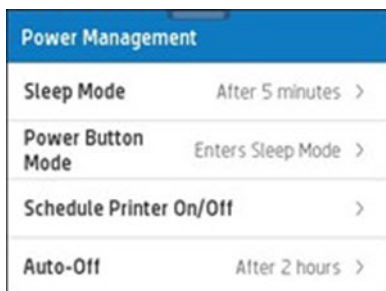 Power Management
Sleep Mode After 5 minutes >
Power Button
Mode Enters Sleep Mode >
Schedule Printer On/Off >
Auto-Off After 2 hours >